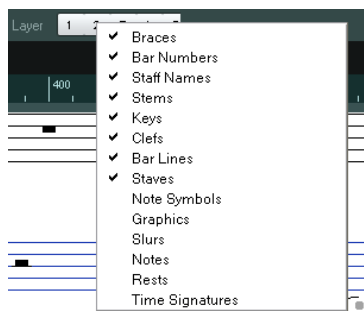 Layer 1 2
400
Braces
Bar Numbers
Staff Names
Stems
Keys
Clefs
Bar Lines
Staves
Note Symbols
Graphics
Slurs
Notes
Rests
Time Signatures